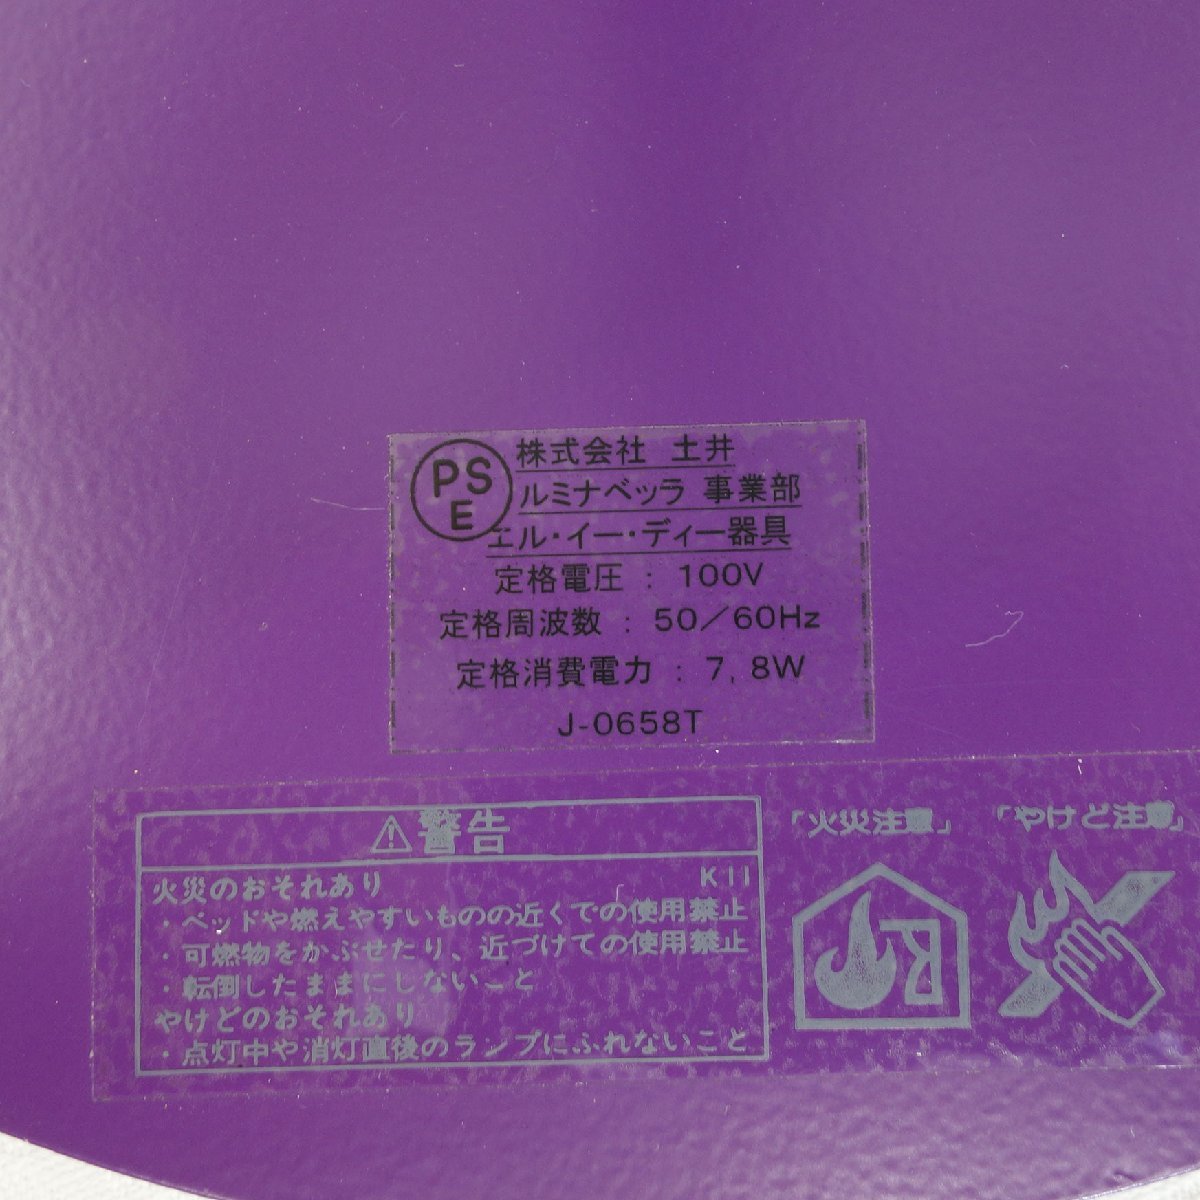 PS
E
株式会社 土井
ルミナベッラ 事業部
エル・イー・ディー器具
定格電圧 : 100V
定格周波数 : 50/60Hz
定格消費電力 : 7,8W
J-0658T
⚠警告
火災のおそれあり K11
・ベッドや燃えやすいものの近くでの使用禁止
・可燃物をかぶせたり、近づけての使用禁止
・転倒したままにしないこと
やけどのおそれあり
・点灯中や消灯直後のランプにふれないこと
「火災注意」
「やけど注意」